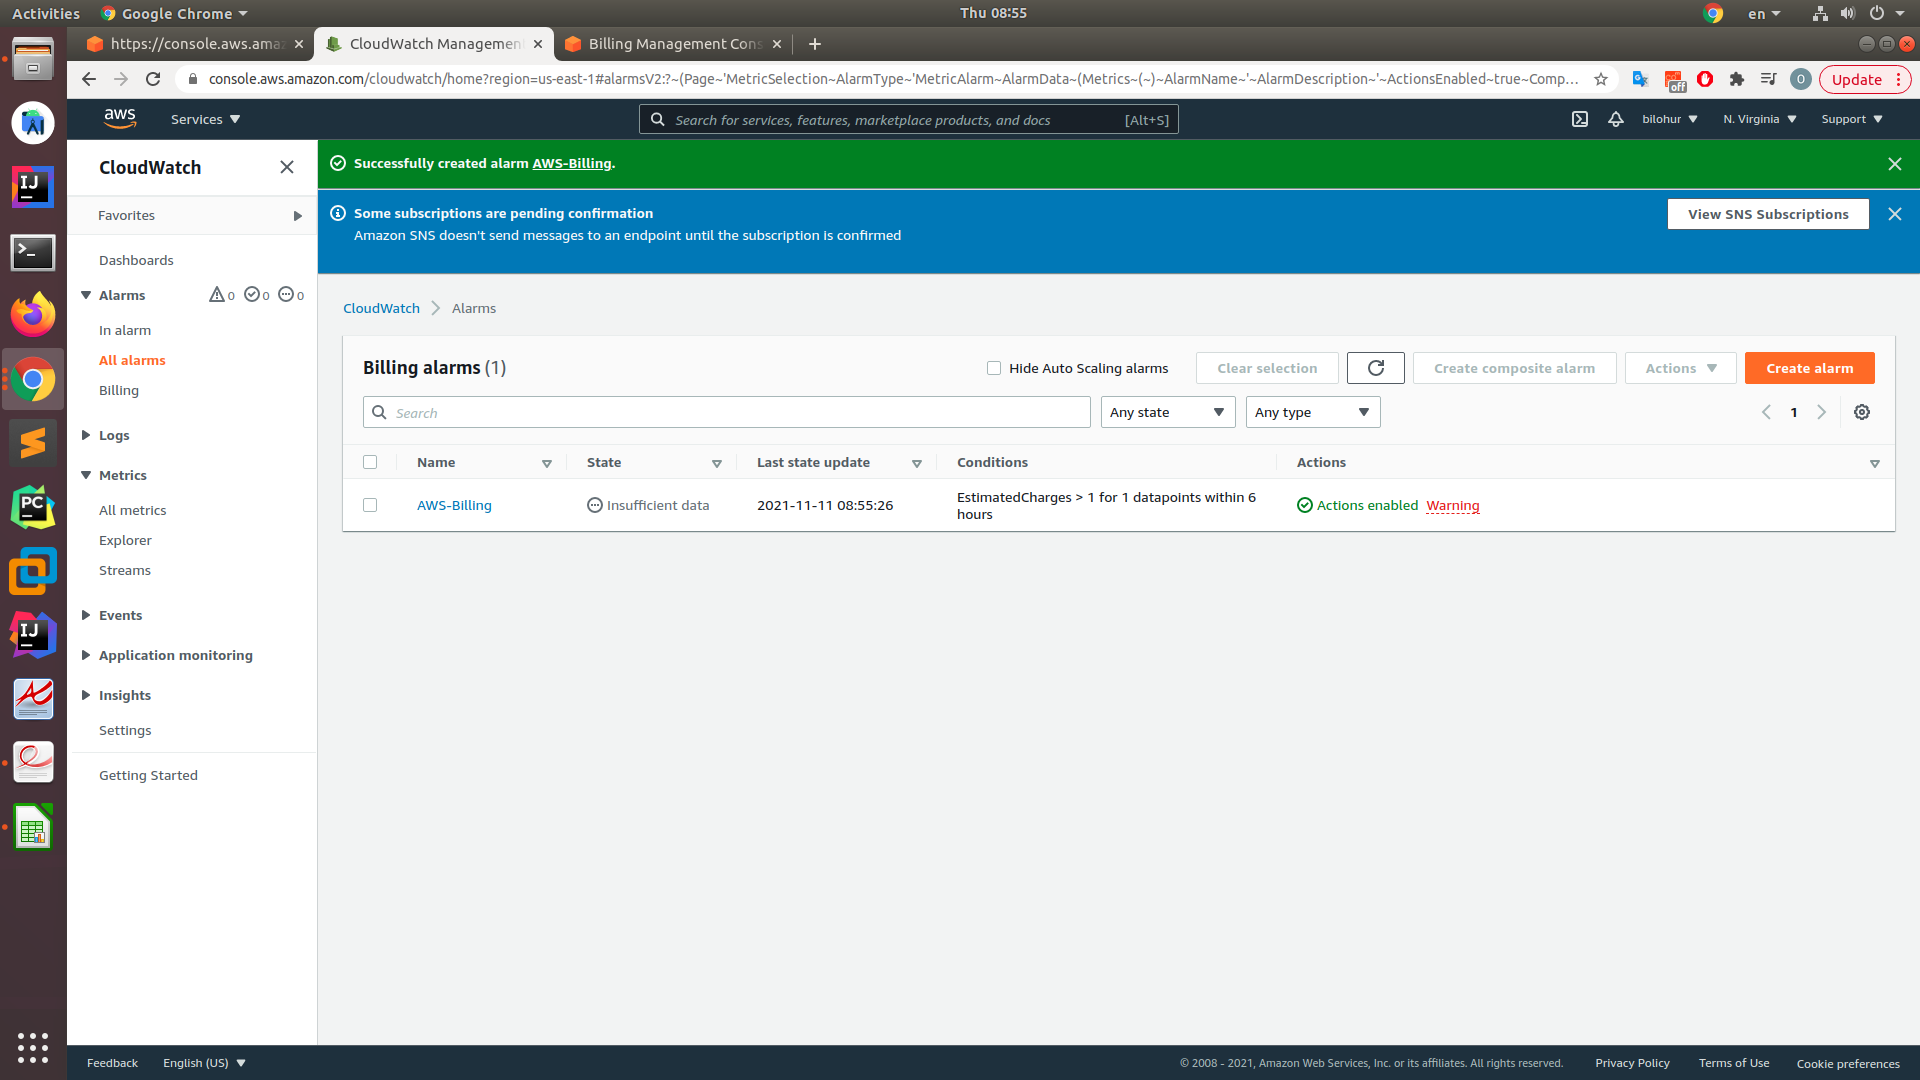 Activities
Google Chrome
Thu 08:55
en
https://console.aws.ama
CloudWatch Managemen
Billing Management Cons
console.aws.amazon.com/cloudwatch/home?region=us-east-1#alarmsV2:?~(Page~'MetricSelection~AlarmType~'MetricAlarm~AlarmData~(Metrics~(~)~AlarmName~'~AlarmDescription~'~ActionsEnabled~true~Comp...
off
O
Update
aws
Services
Search for services, features, marketplace products, and docs
[Alt+S]
bilohur
N. Virginia
Support
CloudWatch
Favorites
Dashboards
Alarms
0
0
0
In alarm
All alarms
Billing
Logs
Metrics
All metrics
Explorer
Streams
Events
Application monitoring
Insights
Settings
Getting Started
Successfully created alarm AWS-Billing.
Some subscriptions are pending confirmation
Amazon SNS doesn't send messages to an endpoint until the subscription is confirmed
View SNS Subscriptions
CloudWatch
Alarms
Billing alarms (1)
Hide Auto Scaling alarms
Clear selection
Create composite alarm
Actions
Create alarm
Search
Any state
Any type
1
Name
State
Last state update
Conditions
Actions
AWS-Billing
Insufficient data
2021-11-11 08:55:26
EstimatedCharges > 1 for 1 datapoints within 6
hours
Actions enabled
Warning
IJ
PC
IJ
Feedback
English (US)
© 2008 - 2021, Amazon Web Services, Inc. or its affiliates. All rights reserved.
Privacy Policy
Terms of Use
Cookie preferences